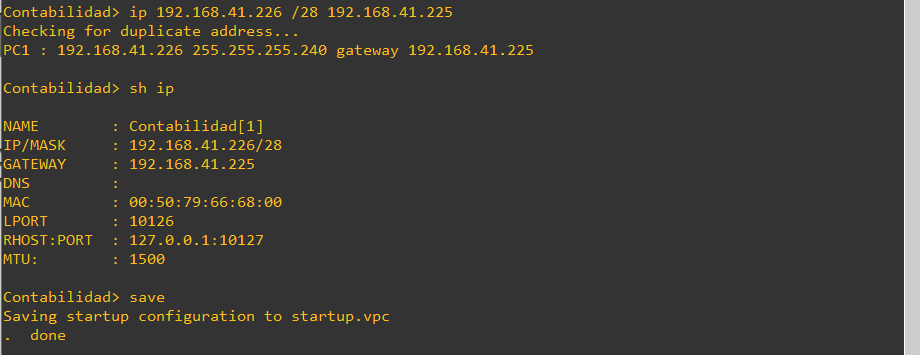 Contabilidad> ip 192.168.41.226 /28 192.168.41.225
Checking for duplicate address...
PC1 : 192.168.41.226 255.255.255.240 gateway 192.168.41.225

Contabilidad> sh ip

NAME        : Contabilidad[1]
IP/MASK     : 192.168.41.226/28
GATEWAY     : 192.168.41.225
DNS         :
MAC         : 00:50:79:66:68:00
LPORT       : 10126
RHOST:PORT  : 127.0.0.1:10127
MTU:        : 1500

Contabilidad> save
Saving startup configuration to startup.vpc
.  done